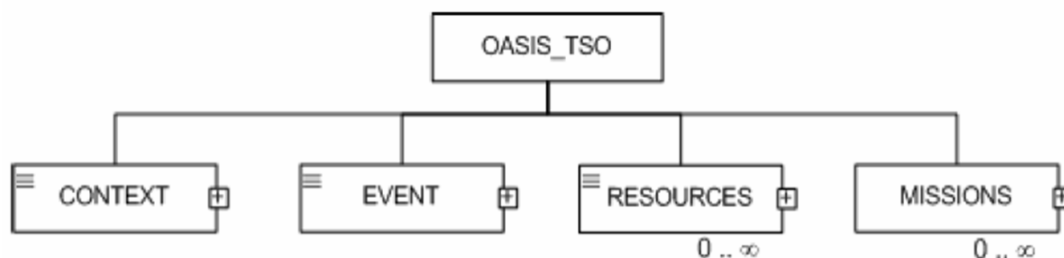 OASIS_TSO
CONTEXT
EVENT
RESOURCES
MISSIONS
0 .. ∞
0 .. ∞